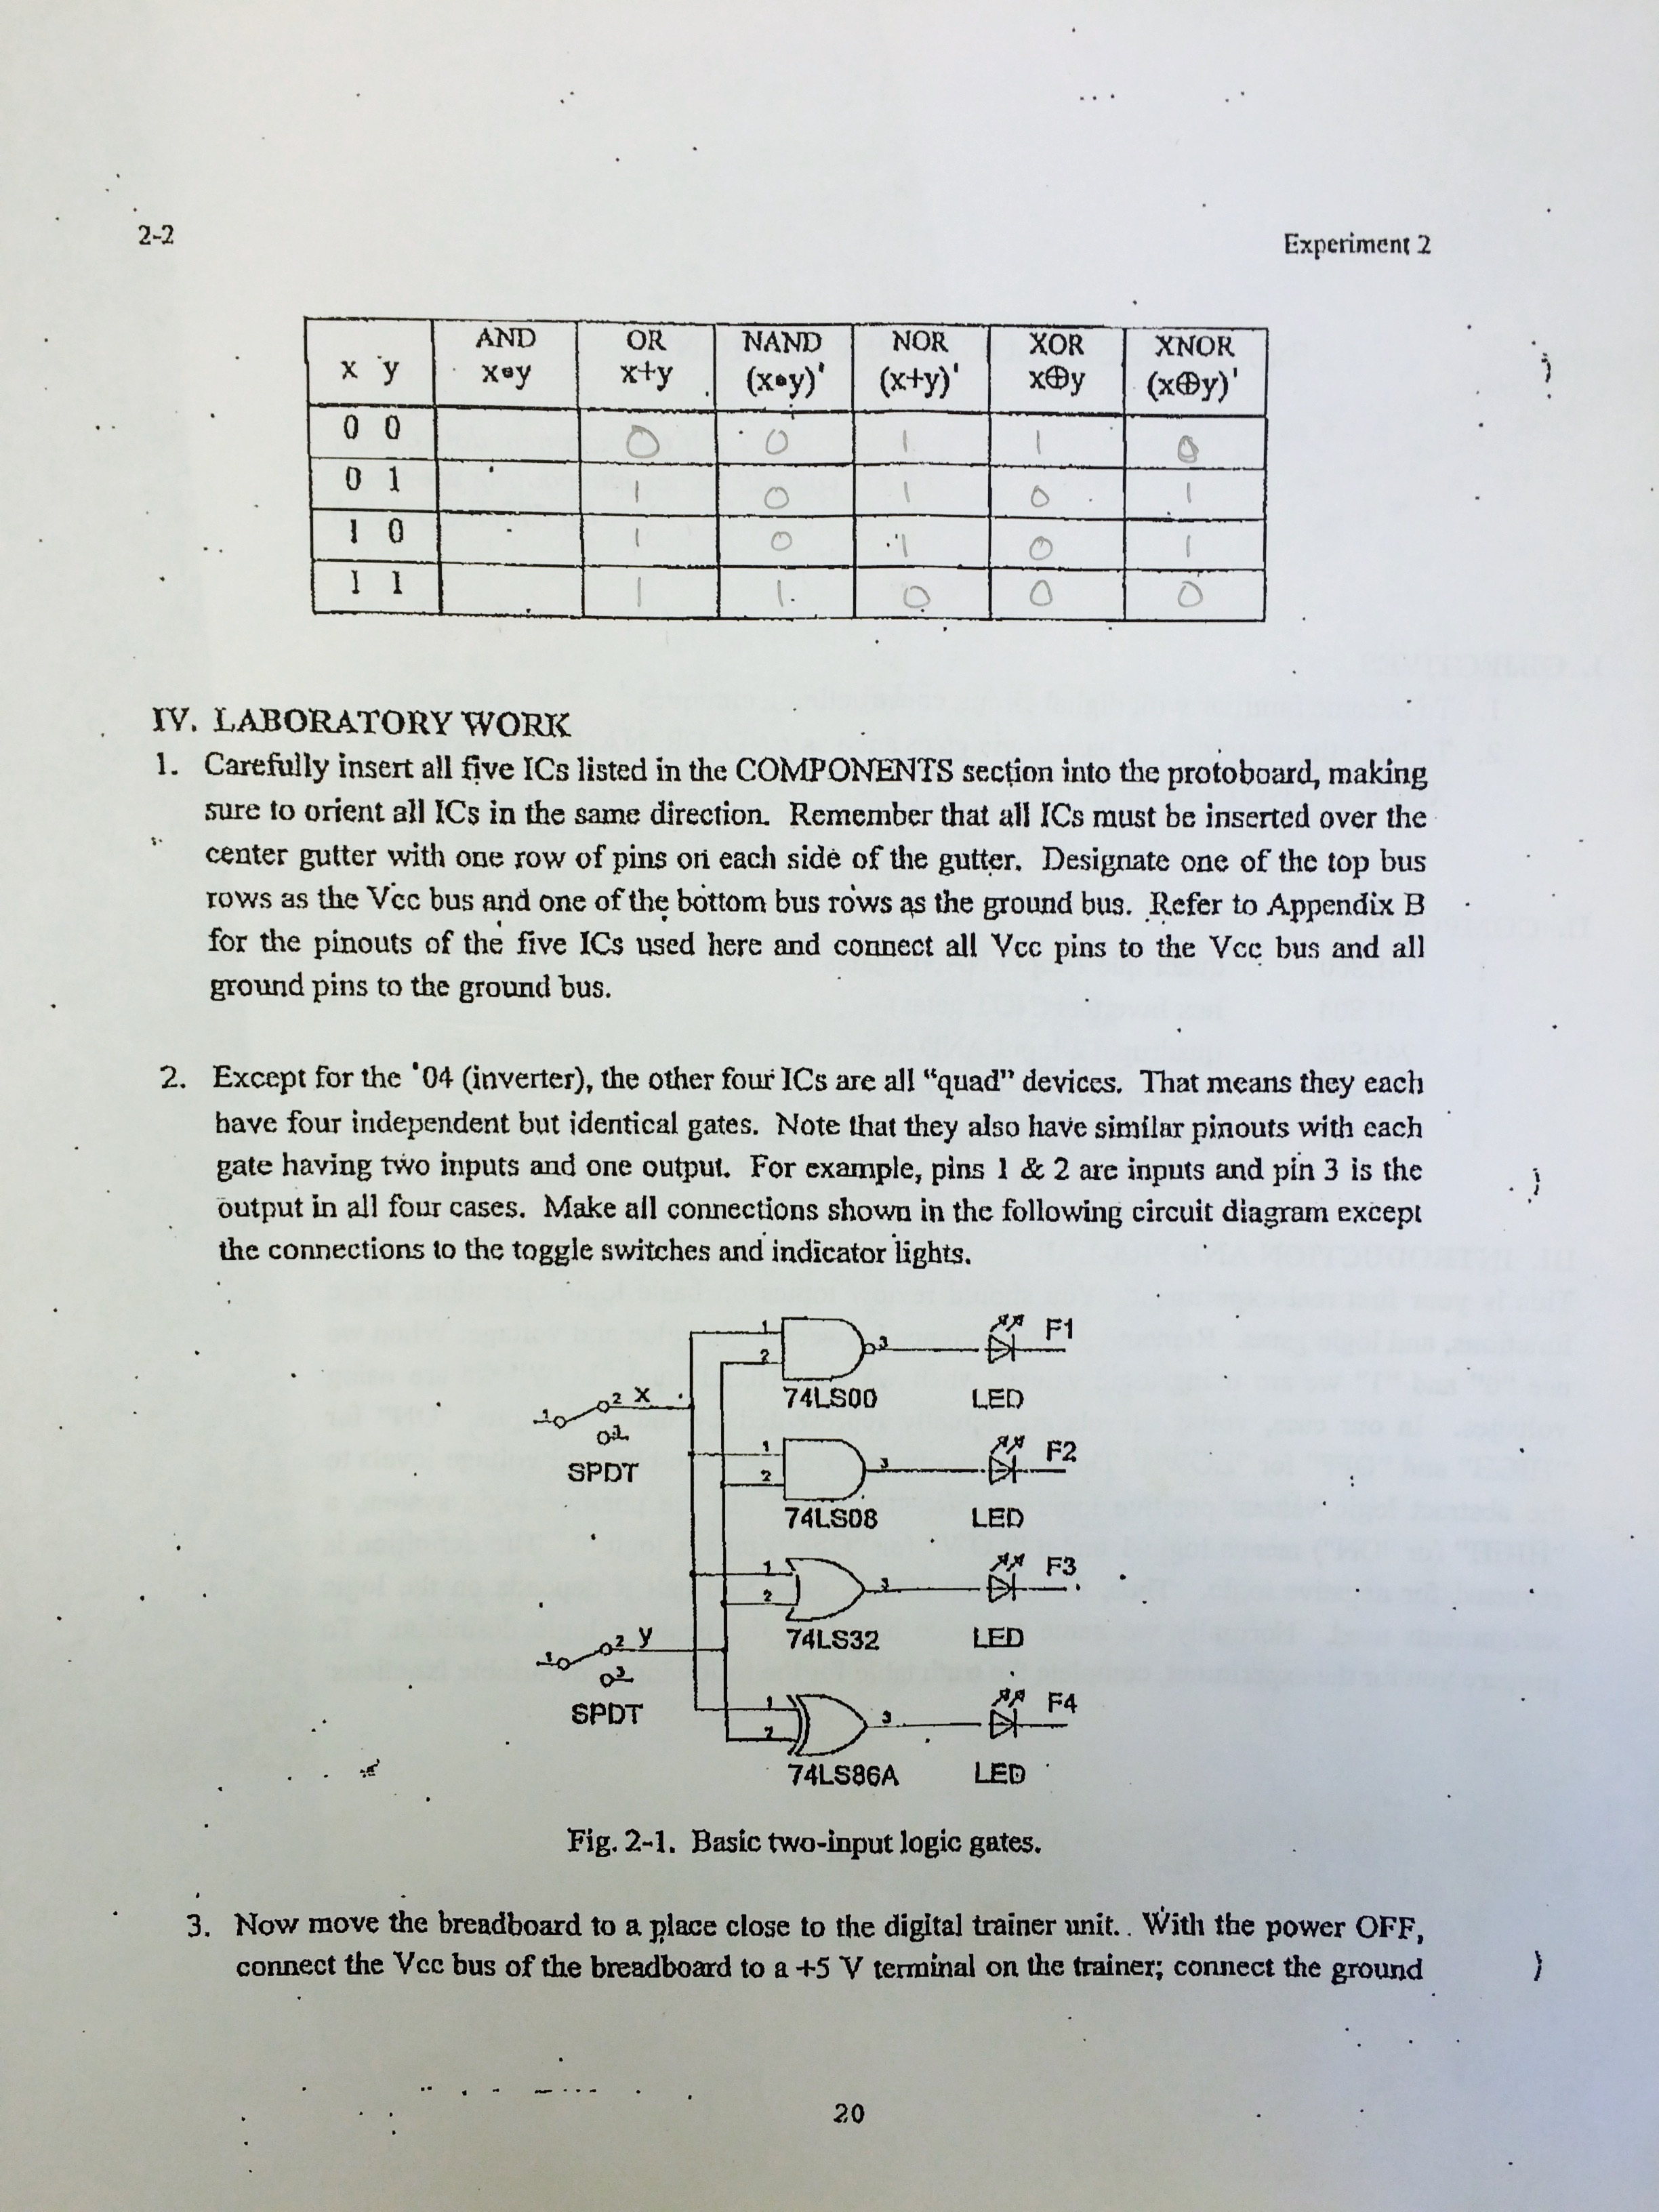 2-2
Experiment 2
x y AND x•y OR x+y NAND (x•y)' NOR (x+y)' XOR x⊕y XNOR (x⊕y)'
0 0 0 0 1 1 0
0 1 1 0 1 0 1
1 0 1 0 1 0 1
1 1 1 1 0 0 0
IV. LABORATORY WORK
1. Carefully insert all five ICs listed in the COMPONENTS section into the protoboard, making
sure to orient all ICs in the same direction. Remember that all ICs must be inserted over the
center gutter with one row of pins on each side of the gutter. Designate one of the top bus
rows as the Vcc bus and one of the bottom bus rows as the ground bus. Refer to Appendix B
for the pinouts of the five ICs used here and connect all Vcc pins to the Vcc bus and all
ground pins to the ground bus.
2. Except for the '04 (inverter), the other four ICs are all “quad” devices. That means they each
have four independent but identical gates. Note that they also have similar pinouts with each
gate having two inputs and one output. For example, pins 1 & 2 are inputs and pin 3 is the
output in all four cases. Make all connections shown in the following circuit diagram except
the connections to the toggle switches and indicator lights.
1 2 3 F1
74LS00 LED
1 2 x 3
SPDT
1 2 3 F2
74LS08 LED
1 2 3 F3
74LS32 LED
1 2 y 3
SPDT
1 2 3 F4
74LS86A LED
Fig. 2-1. Basic two-input logic gates.
3. Now move the breadboard to a place close to the digital trainer unit. With the power OFF,
connect the Vcc bus of the breadboard to a +5 V terminal on the trainer; connect the ground
20